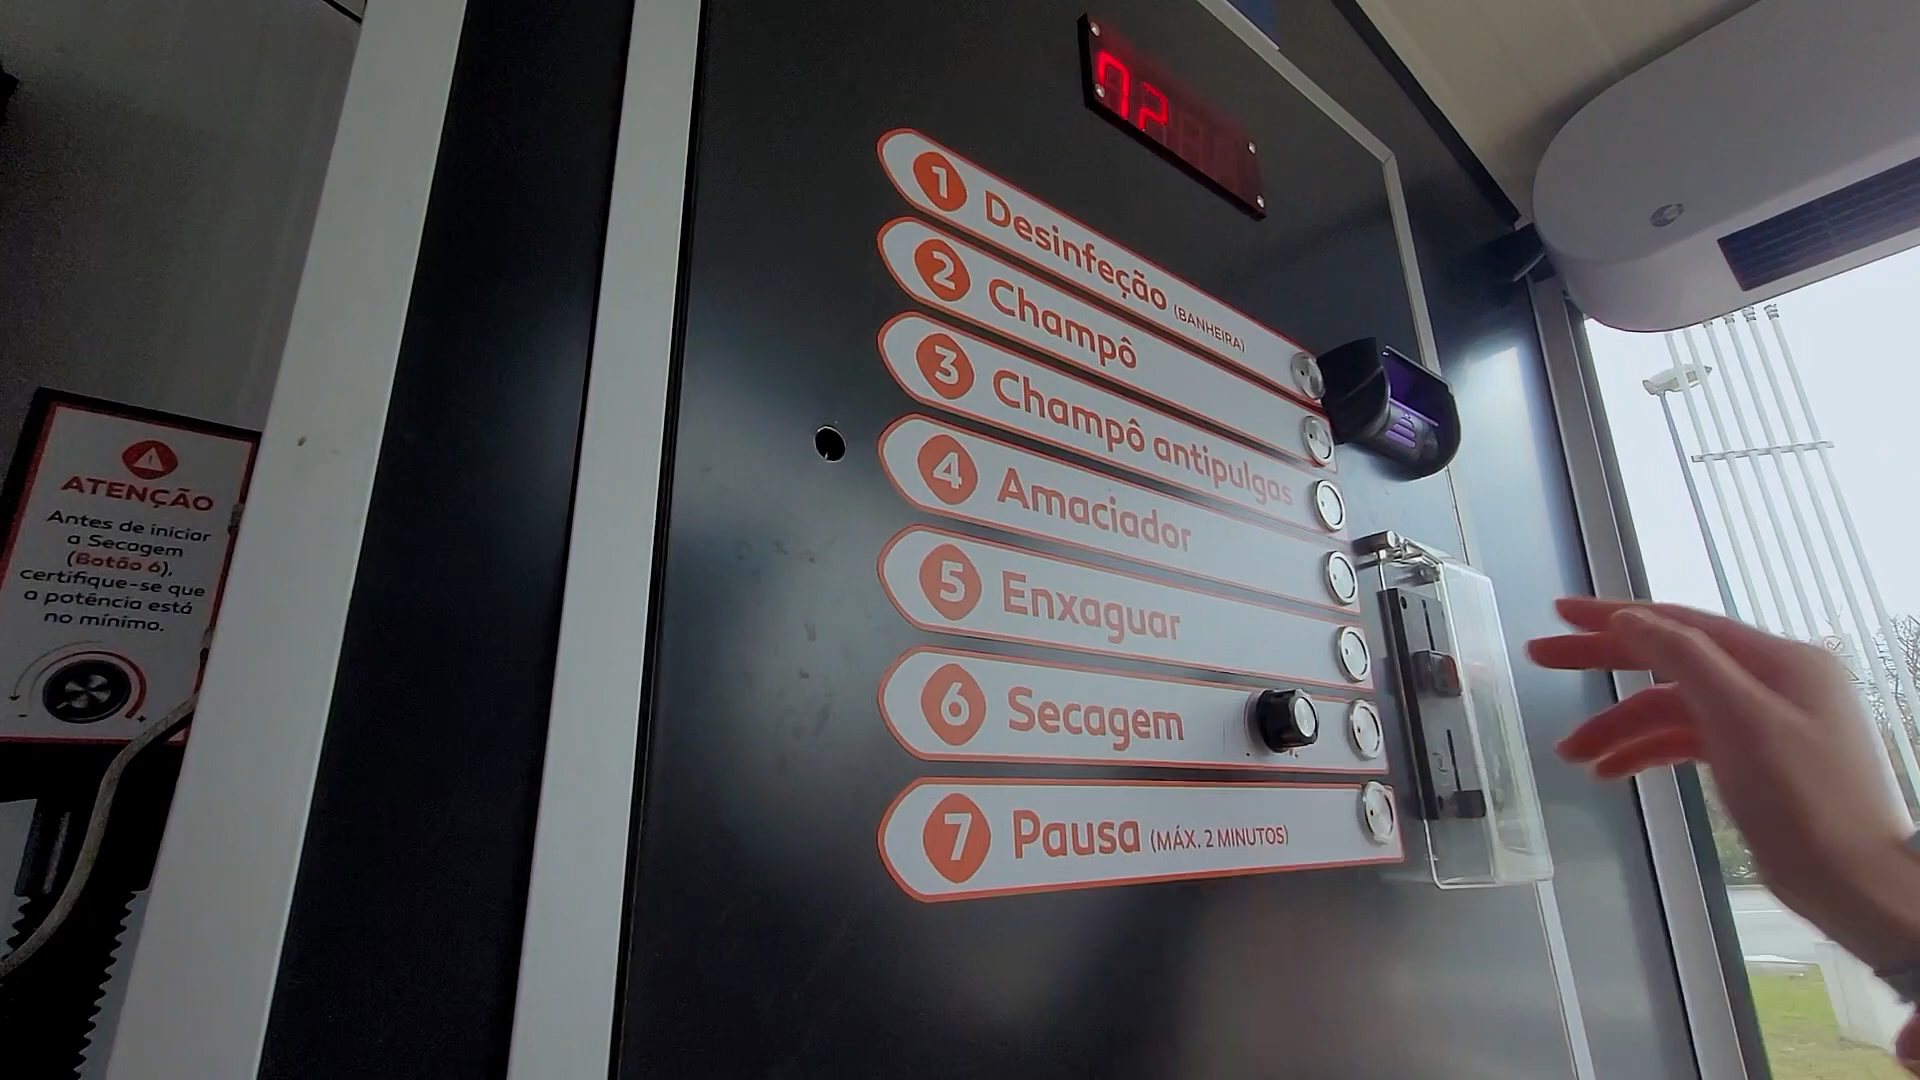 72
1 Desinfeção (BANHEIRA)
2 Champô
3 Champô antipulgas
4 Amaciador
5 Enxaguar
6 Secagem
7 Pausa (MÁX. 2 MINUTOS)
ATENÇÃO
Antes de iniciar
a Secagem
(Botão 6),
certifique-se que
a potência está
no mínimo.
- +